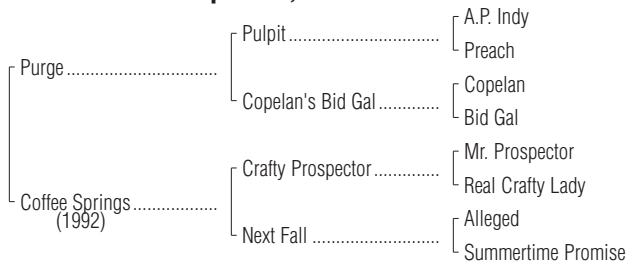 A.P. Indy
Pulpit
Preach
Purge
Copelan
Copelan's Bid Gal
Bid Gal
Mr. Prospector
Crafty Prospector
Real Crafty Lady
Coffee Springs
(1992)
Alleged
Next Fall
Summertime Promise